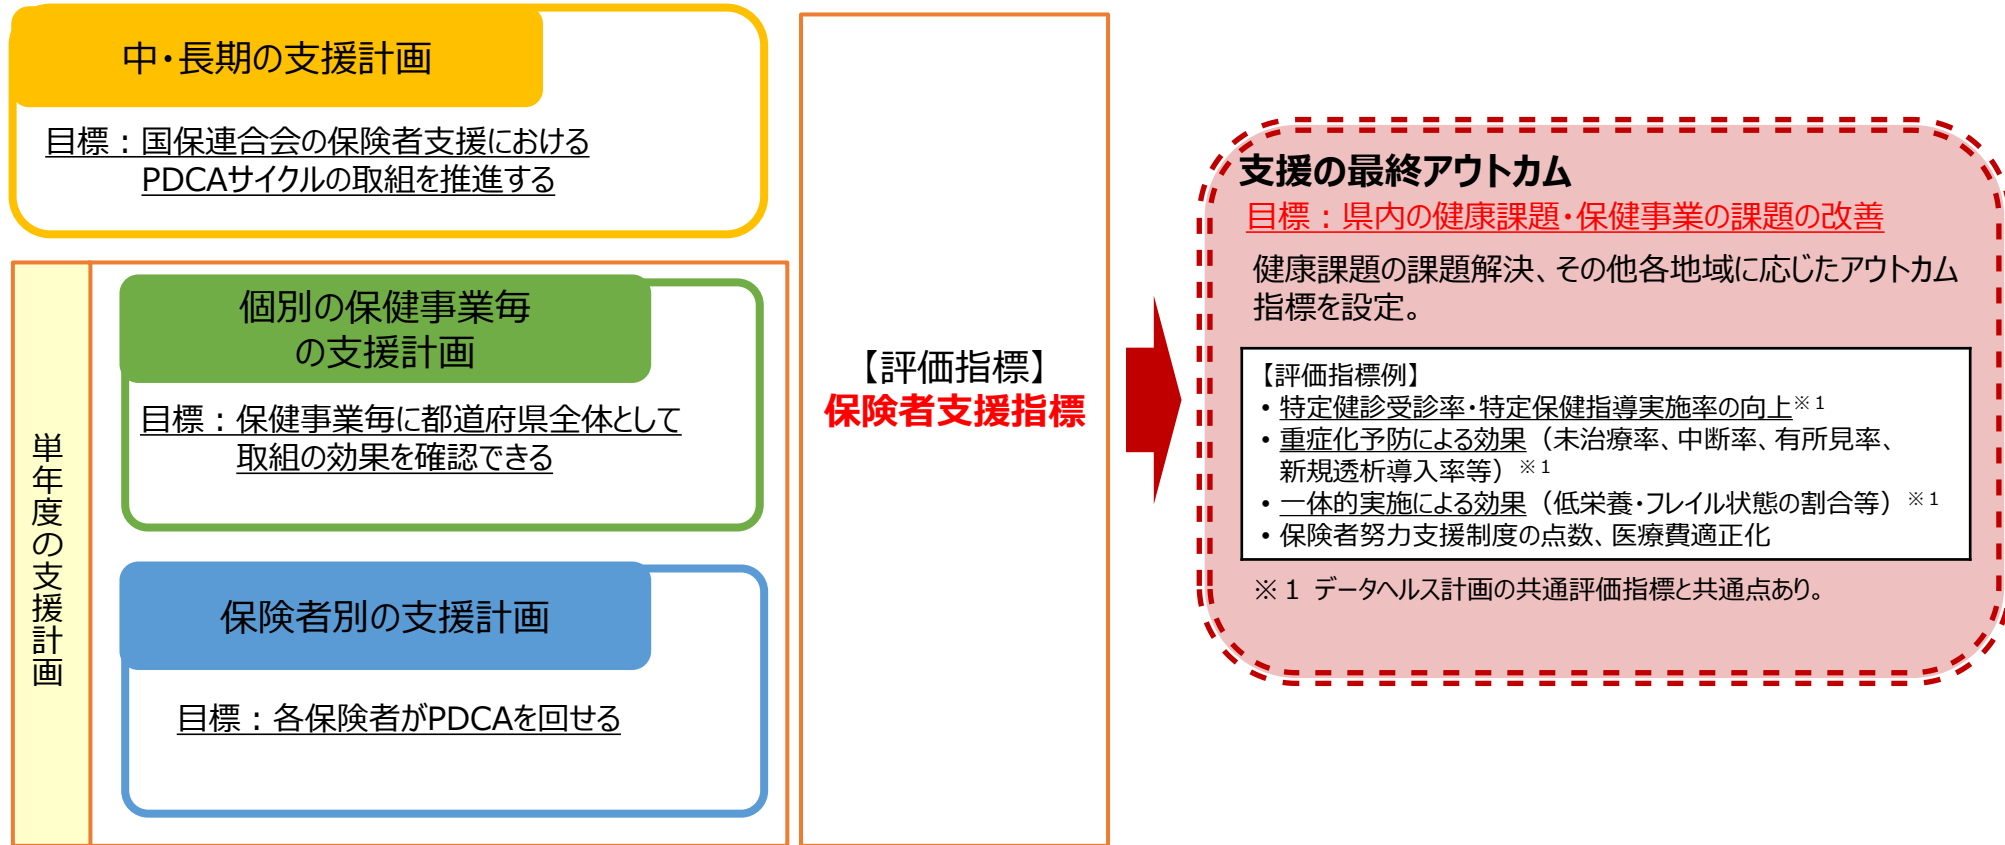 中・長期の支援計画
目標：国保連合会の保険者支援における
PDCAサイクルの取組を推進する
単年度の支援計画
個別の保健事業毎
の支援計画
目標：保健事業毎に都道府県全体として
取組の効果を確認できる
保険者別の支援計画
目標：各保険者がPDCAを回せる
【評価指標】
保険者支援指標
支援の最終アウトカム
目標：県内の健康課題・保健事業の課題の改善
健康課題の課題解決、その他各地域に応じたアウトカム
指標を設定。
【評価指標例】
• 特定健診受診率・特定保健指導実施率の向上※１
• 重症化予防による効果（未治療率、中断率、有所見率、
新規透析導入率等）※１
• 一体的実施による効果（低栄養・フレイル状態の割合等）※１
• 保険者努力支援制度の点数、医療費適正化
※１ データヘルス計画の共通評価指標と共通点あり。